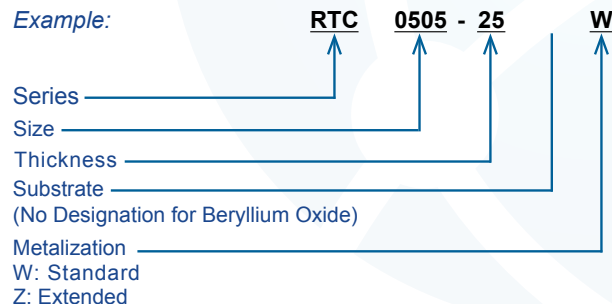 Example: RTC 0505 - 25 W
Series
Size
Thickness
Substrate
(No Designation for Beryllium Oxide)
Metalization
W: Standard
Z: Extended